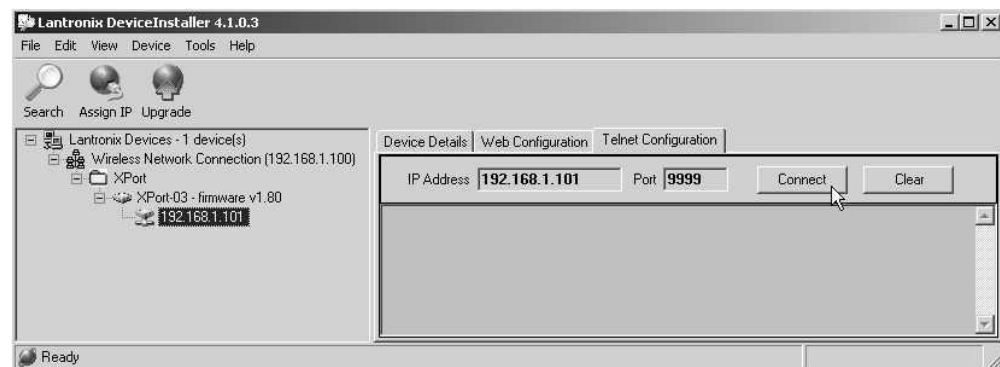 Lantronix DeviceInstaller 4.1.0.3
File Edit View Device Tools Help
Search Assign IP Upgrade
Lantronix Devices - 1 device(s)
Wireless Network Connection (192.168.1.100)
XPort
XPort-03 - firmware v1.80
192.168.1.101
Device Details Web Configuration Telnet Configuration
IP Address 192.168.1.101 Port 9999 Connect Clear
Ready